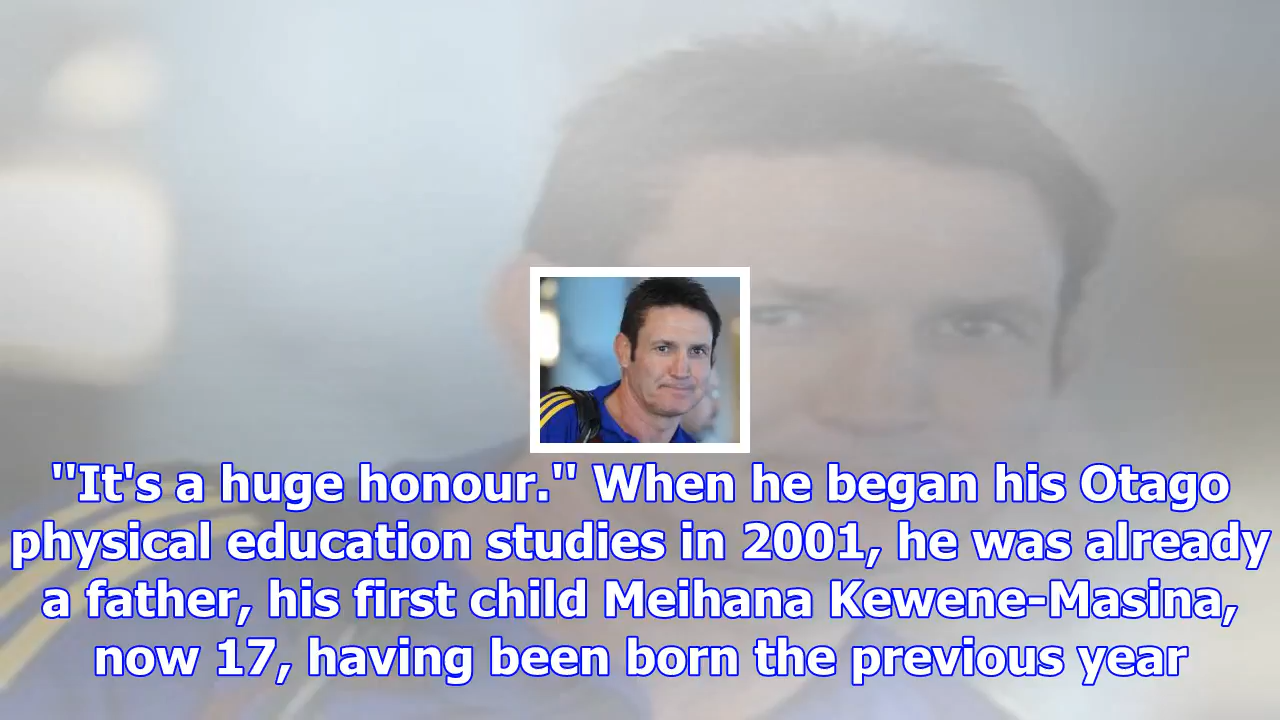 "It's a huge honour." When he began his Otago
physical education studies in 2001, he was already
a father, his first child Meihana Kewene-Masina,
now 17, having been born the previous year